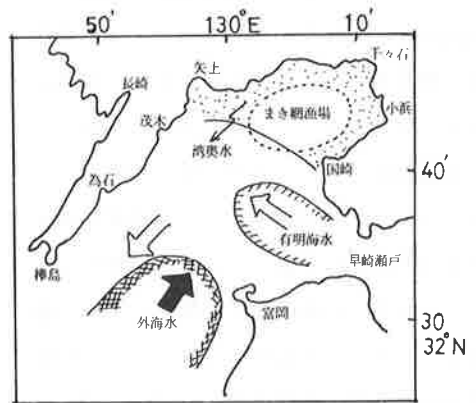 50′ 130°E 10′
千々石
矢上
長崎
小浜
まき網漁場
茂木
湾奥水
国崎
40′
為石
有明海水
早崎瀬戸
樺島
外海水
富岡
30
32°N